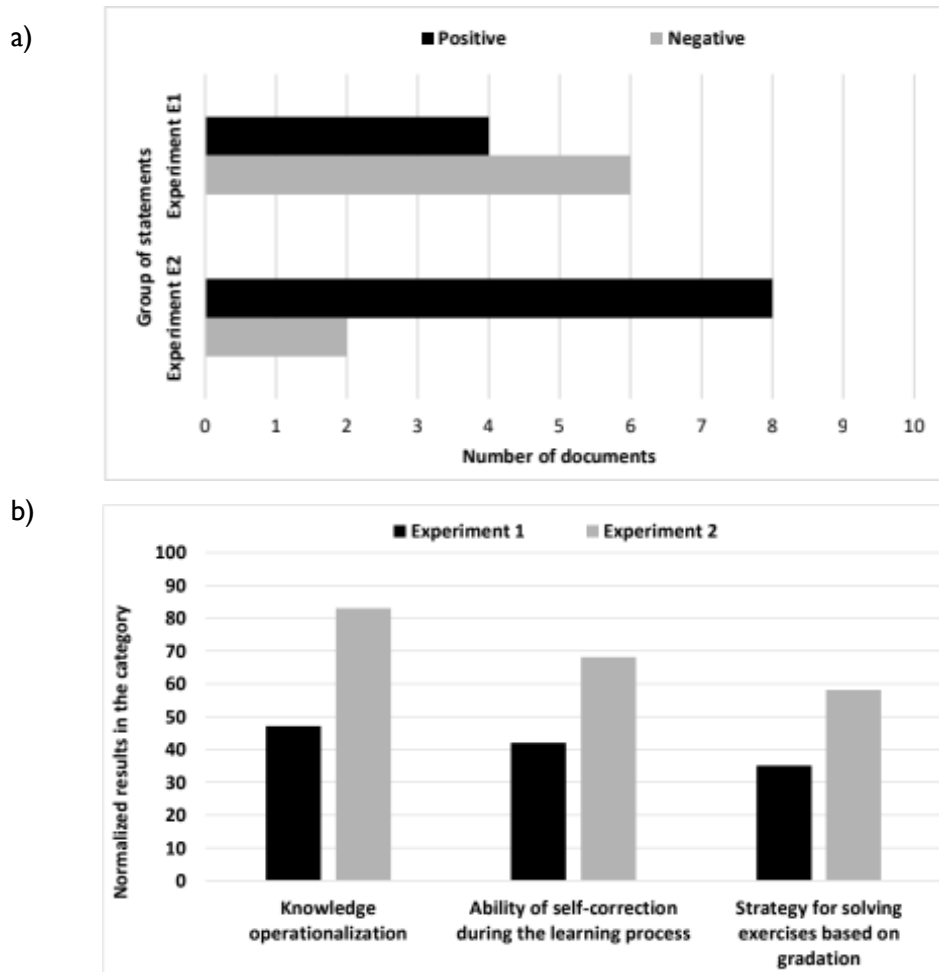 a)
Positive Negative
Group of statements
Experiment E1
Experiment E2
0 1 2 3 4 5 6 7 8 9 10
Number of documents
b)
Experiment 1 Experiment 2
Normalized results in the category
100
90
80
70
60
50
40
30
20
10
0
Knowledge
operationalization
Ability of self-correction
during the learning process
Strategy for solving
exercises based on
gradation